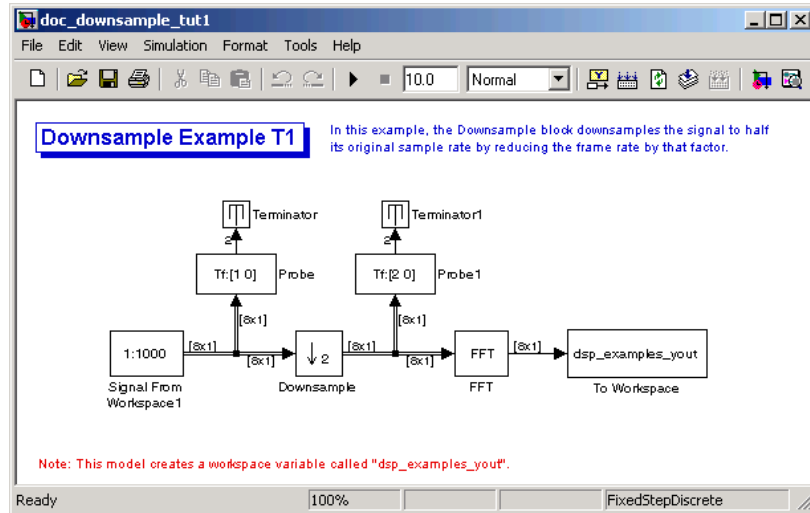 doc_downsample_tut1
File Edit View Simulation Format Tools Help
10.0 Normal
Downsample Example T1
In this example, the Downsample block downsamples the signal to half
its original sample rate by reducing the frame rate by that factor.
Terminator
Terminator1
2
2
Tf:[1 0]
Probe
Tf:[2 0]
Probe1
[8x1]
[8x1]
1:1000
[8x1]
[8x1]
↓ 2
[8x1]
[8x1]
FFT
[8x1]
dsp_examples_yout
Signal From
Workspace1
Downsample
FFT
To Workspace
Note: This model creates a workspace variable called "dsp_examples_yout".
Ready
100%
FixedStepDiscrete